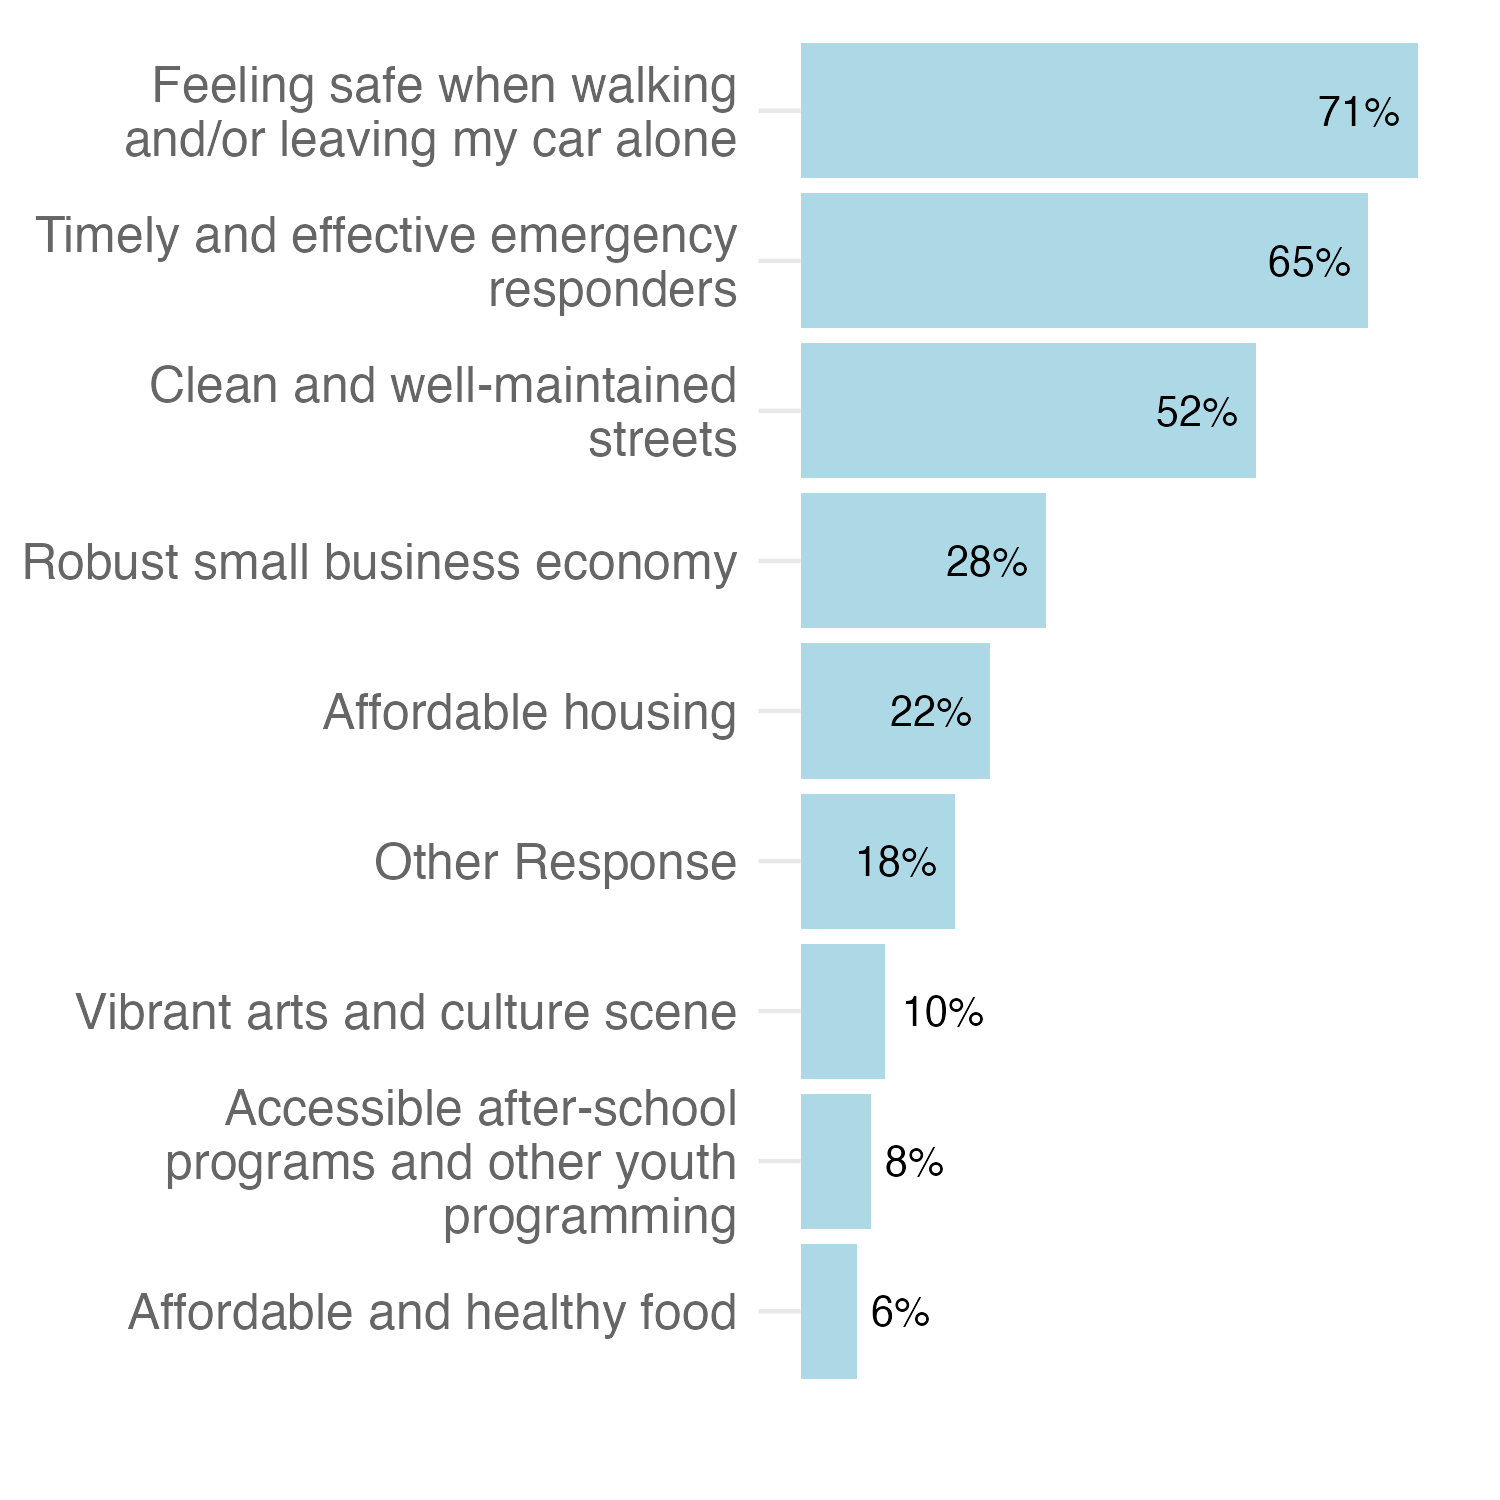 Feeling safe when walking
and/or leaving my car alone
71%
Timely and effective emergency
responders
65%
Clean and well-maintained
streets
52%
Robust small business economy
28%
Affordable housing
22%
Other Response
18%
Vibrant arts and culture scene
10%
Accessible after-school
programs and other youth
programming
8%
Affordable and healthy food
6%